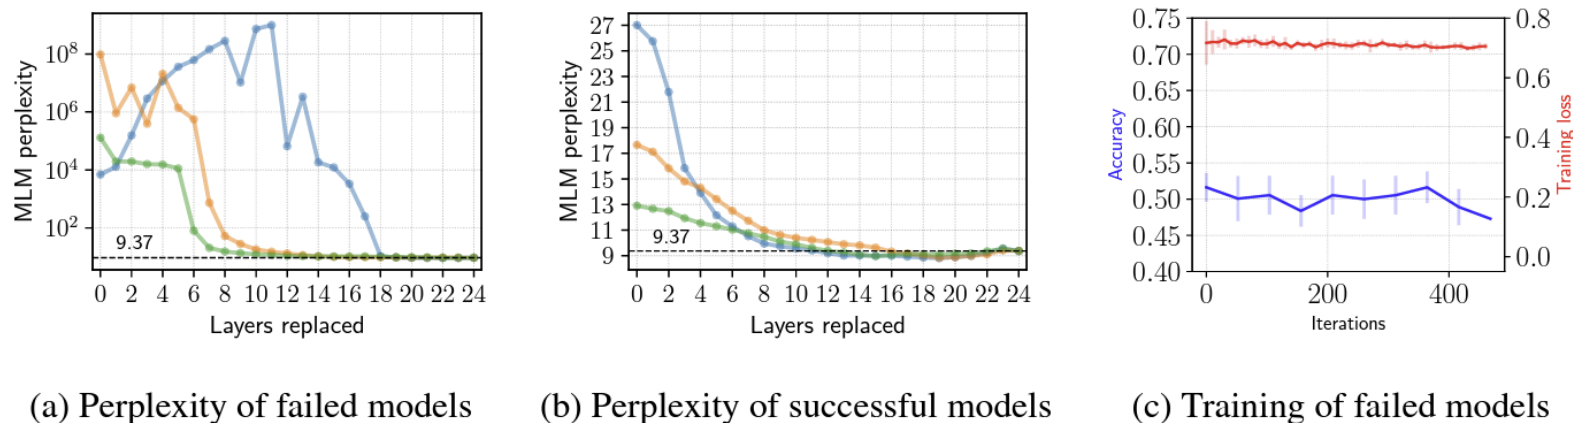 10^8
10^6
10^4
10^2
MLM perplexity
9.37
0 2 4 6 8 10 12 14 16 18 20 22 24
Layers replaced
(a) Perplexity of failed models
27
25
23
21
19
17
15
13
11
9
MLM perplexity
9.37
0 2 4 6 8 10 12 14 16 18 20 22 24
Layers replaced
(b) Perplexity of successful models
0.75
0.70
0.65
0.60
0.55
0.50
0.45
0.40
Accuracy
0.8
0.6
0.4
0.2
0.0
Training loss
0 200 400
Iterations
(c) Training of failed models